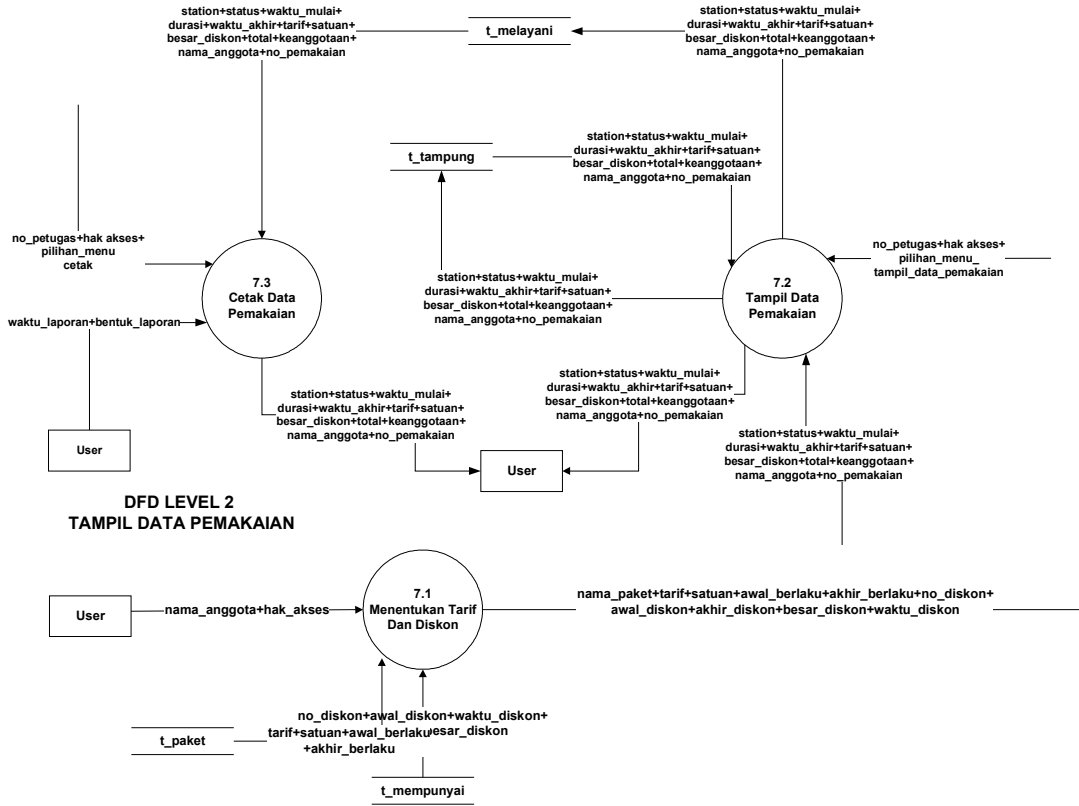 station+status+waktu_mulai+
durasi+waktu_akhir+tarif+satuan+
besar_diskon+total+keanggotaan+
nama_anggota+no_pemakaian
t_melayani
station+status+waktu_mulai+
durasi+waktu_akhir+tarif+satuan+
besar_diskon+total+keanggotaan+
nama_anggota+no_pemakaian
t_tampung
station+status+waktu_mulai+
durasi+waktu_akhir+tarif+satuan+
besar_diskon+total+keanggotaan+
nama_anggota+no_pemakaian
no_petugas+hak akses+
pilihan_menu
cetak
7.3
Cetak Data
Pemakaian
station+status+waktu_mulai+
durasi+waktu_akhir+tarif+satuan+
besar_diskon+total+keanggotaan+
nama_anggota+no_pemakaian
7.2
Tampil Data
Pemakaian
no_petugas+hak akses+
pilihan_menu_
tampil_data_pemakaian
waktu_laporan+bentuk_laporan
station+status+waktu_mulai+
durasi+waktu_akhir+tarif+satuan+
besar_diskon+total+keanggotaan+
nama_anggota+no_pemakaian
station+status+waktu_mulai+
durasi+waktu_akhir+tarif+satuan+
besar_diskon+total+keanggotaan+
nama_anggota+no_pemakaian
station+status+waktu_mulai+
durasi+waktu_akhir+tarif+satuan+
besar_diskon+total+keanggotaan+
nama_anggota+no_pemakaian
User
User
DFD LEVEL 2
TAMPIL DATA PEMAKAIAN
User
nama_anggota+hak_akses
7.1
Menentukan Tarif
Dan Diskon
nama_paket+tarif+satuan+awal_berlaku+akhir_berlaku+no_diskon+
awal_diskon+akhir_diskon+besar_diskon+waktu_diskon
no_diskon+awal_diskon+waktu_diskon+
besar_diskon
tarif+satuan+awal_berlaku
+akhir_berlaku
t_paket
t_mempunyai